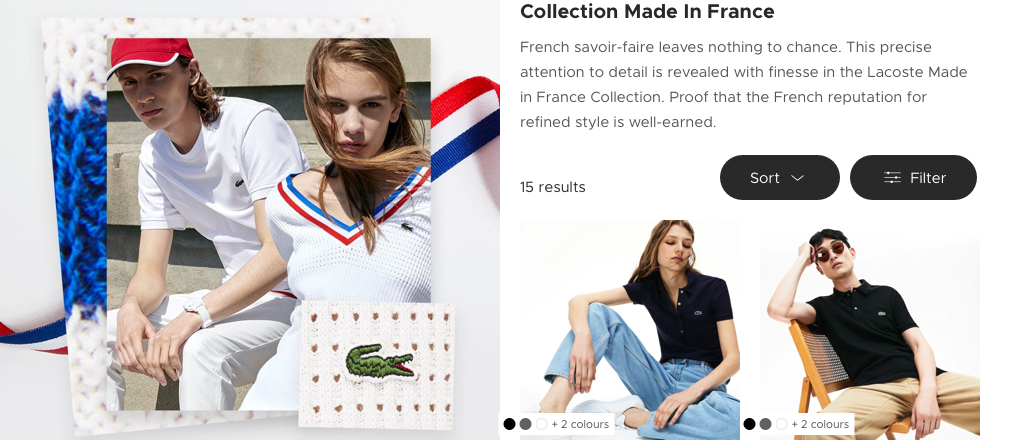 Collection Made In France
French savoir-faire leaves nothing to chance. This precise
attention to detail is revealed with finesse in the Lacoste Made
in France Collection. Proof that the French reputation for
refined style is well-earned.
15 results
Sort
Filter
+ 2 colours
+ 2 colours